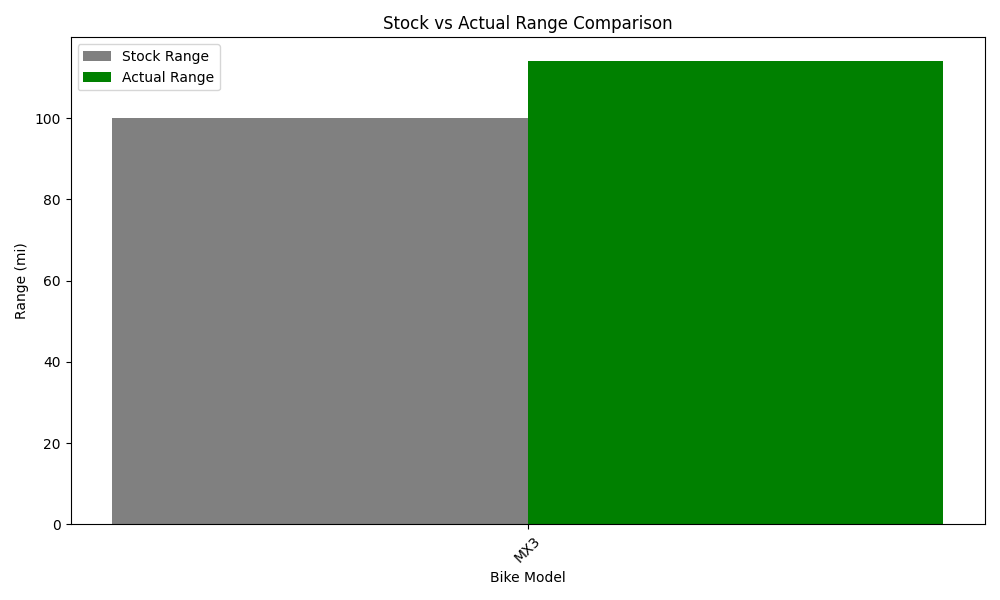 Stock vs Actual Range Comparison
Stock Range
Actual Range
100
80
60
40
20
0
Range (mi)
MX3
Bike Model